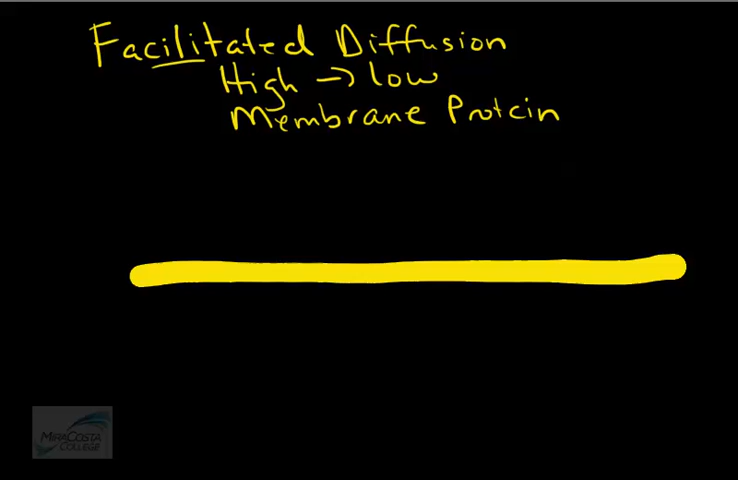 Facilitated Diffusion
High → low
Membrane Protein
MIRACOSTA
COLLEGE